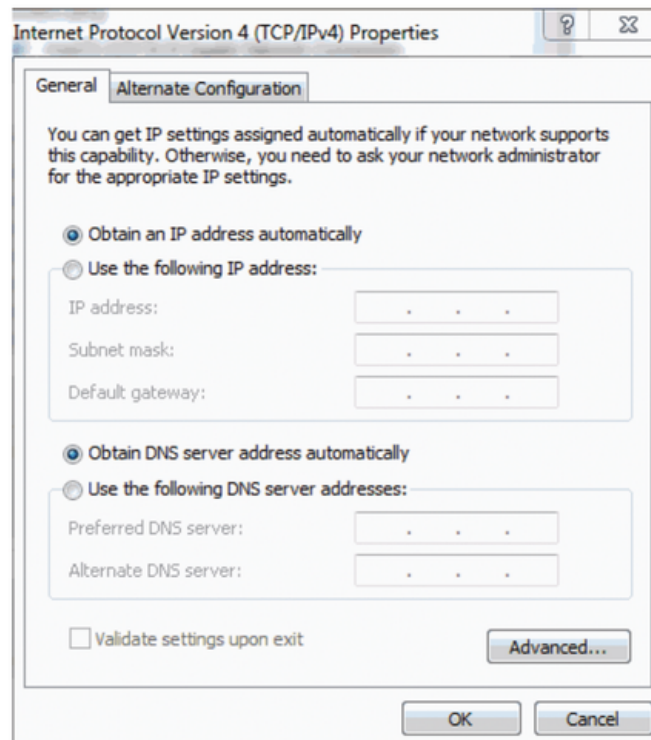 Internet Protocol Version 4 (TCP/IPv4) Properties
General
Alternate Configuration
You can get IP settings assigned automatically if your network supports
this capability. Otherwise, you need to ask your network administrator
for the appropriate IP settings.
Obtain an IP address automatically
Use the following IP address:
IP address:
Subnet mask:
Default gateway:
Obtain DNS server address automatically
Use the following DNS server addresses:
Preferred DNS server:
Alternate DNS server:
Validate settings upon exit
Advanced...
OK
Cancel